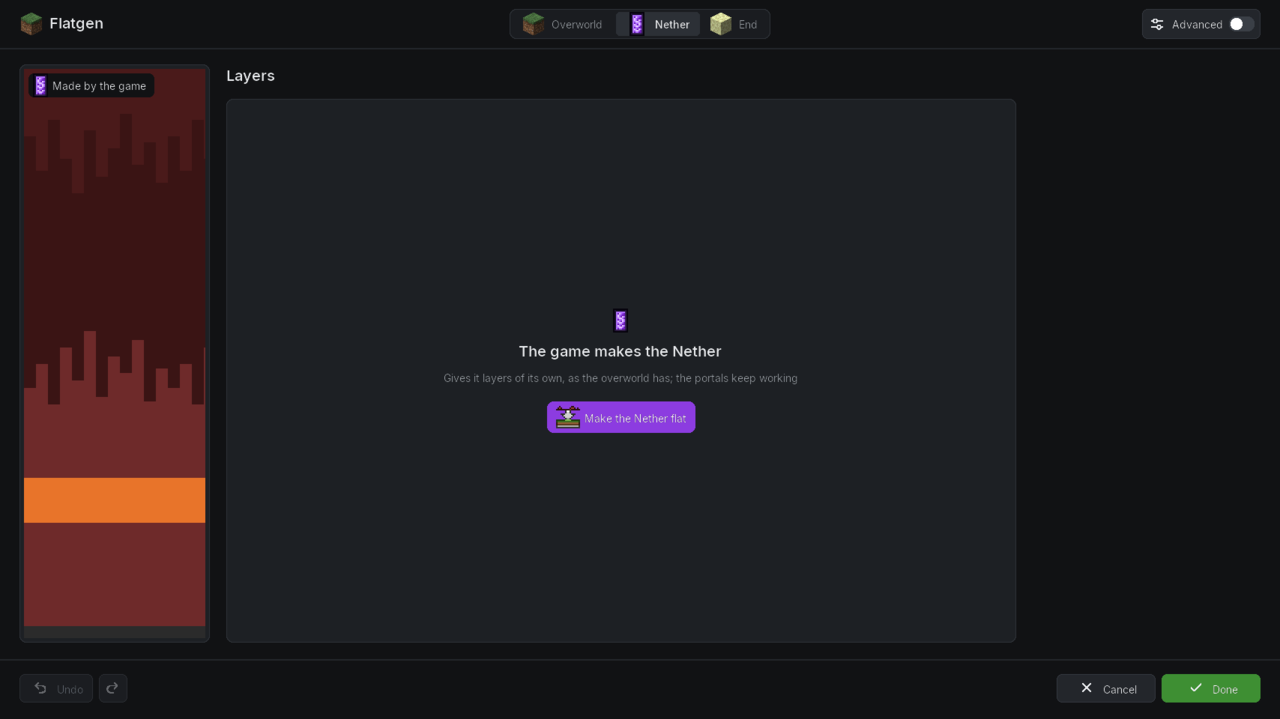 Flatgen
Overworld
Nether
End
Advanced
Made by the game
Layers
The game makes the Nether
Gives it layers of its own, as the overworld has; the portals keep working
Make the Nether flat
Undo
Cancel
Done